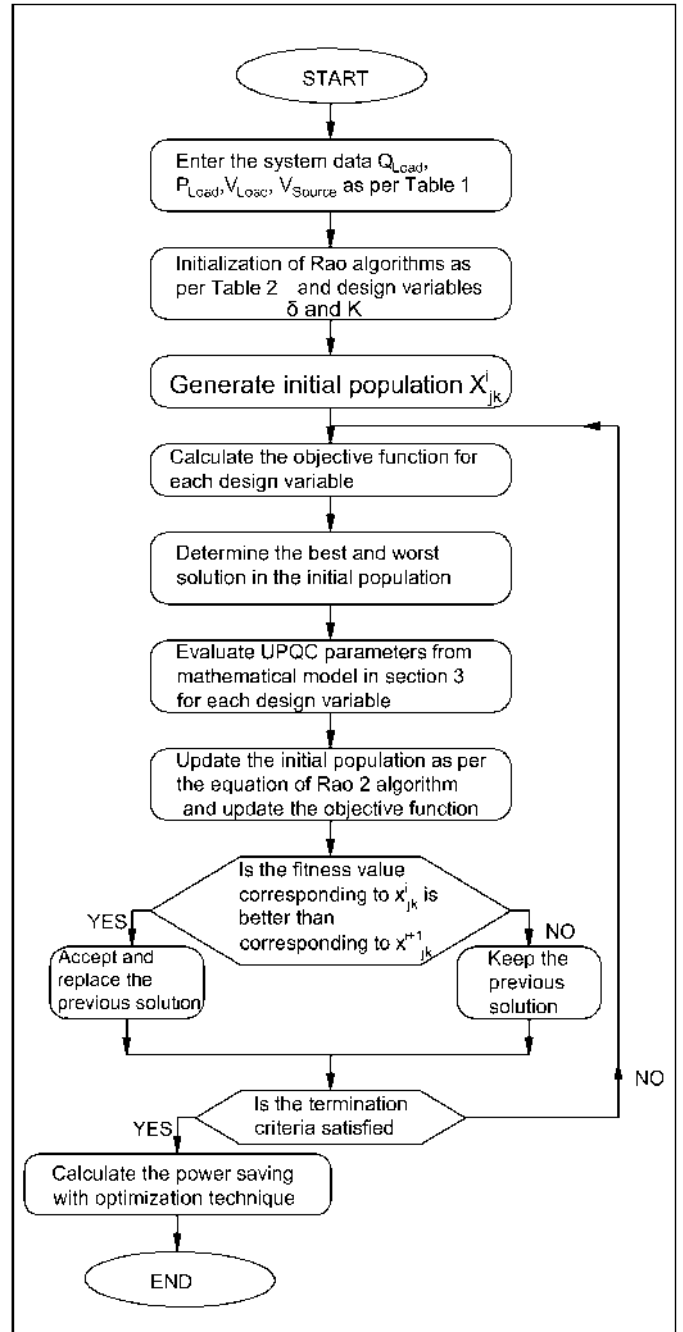 START
Enter the system data Q_Load,
P_Load,V_Load, V_Source as per Table 1
Initialization of Rao algorithms as
per Table 2 and design variables
δ and K
Generate initial population X^i_jk
Calculate the objective function for
each design variable
Determine the best and worst
solution in the initial population
Evaluate UPQC parameters from
mathematical model in section 3
for each design variable
Update the initial population as per
the equation of Rao 2 algorithm
and update the objective function
Is the fitness value
corresponding to x^i_jk is
better than
corresponding to x^i+1_jk
YES
NO
Accept and
replace the
previous solution
Keep the
previous
solution
Is the termination
criteria satisfied
YES
NO
Calculate the power saving
with optimization technique
END